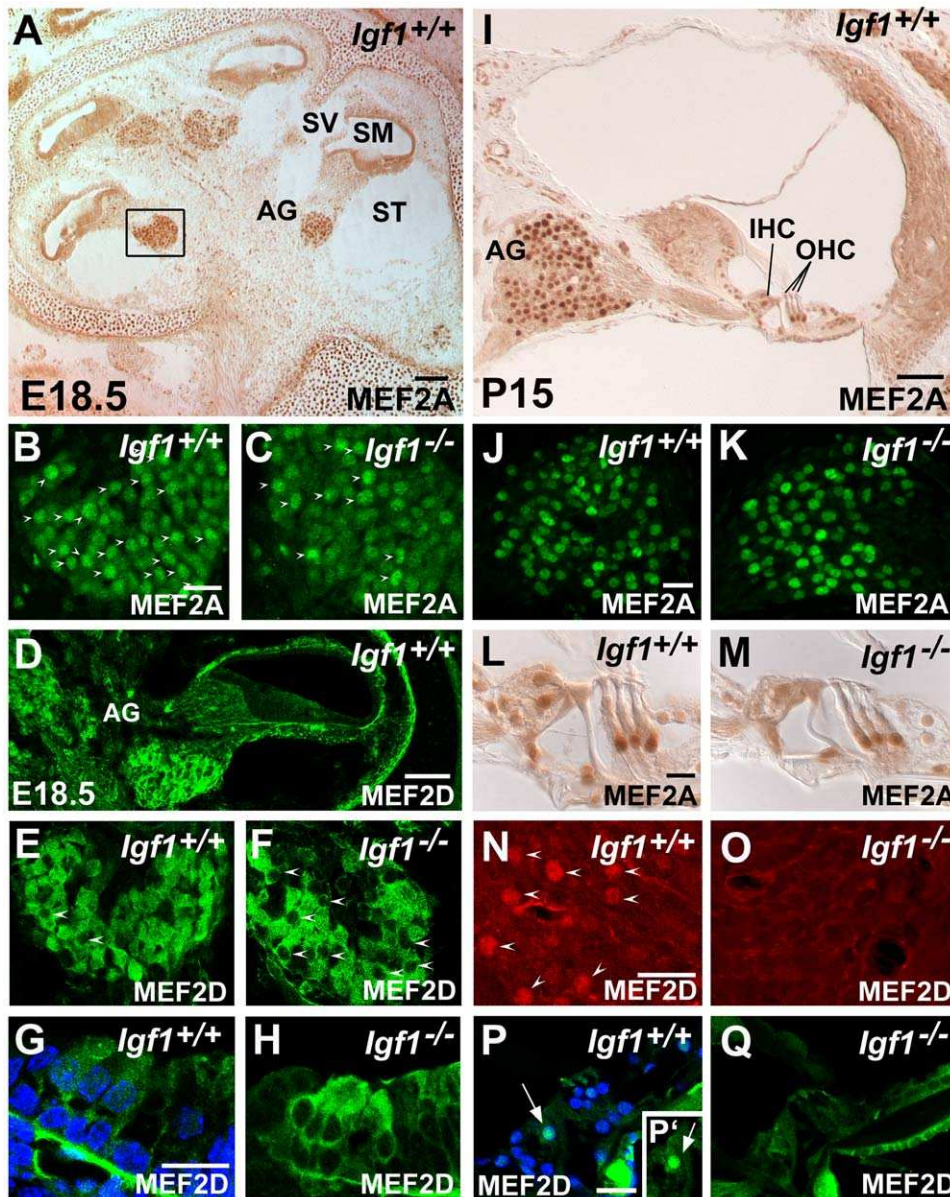 A
Igf1+/+
SV
SM
AG
ST
E18.5
MEF2A
I
Igf1+/+
AG
IHC
OHC
P15
MEF2A
B
Igf1+/+
MEF2A
C
Igf1-/-
MEF2A
J
Igf1+/+
MEF2A
K
Igf1-/-
MEF2A
D
Igf1+/+
AG
E18.5
MEF2D
L
Igf1+/+
MEF2A
M
Igf1-/-
MEF2A
E
Igf1+/+
MEF2D
F
Igf1-/-
MEF2D
N
Igf1+/+
MEF2D
O
Igf1-/-
MEF2D
G
Igf1+/+
MEF2D
H
Igf1-/-
MEF2D
P
Igf1+/+
P‘
MEF2D
Q
Igf1-/-
MEF2D